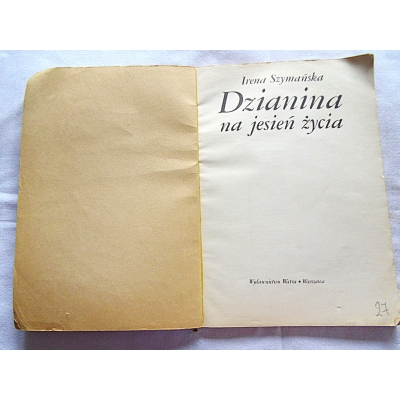 Irena Szymańska
Dzianina
na jesień życia
Wydawnictwo Watra • Warszawa
27